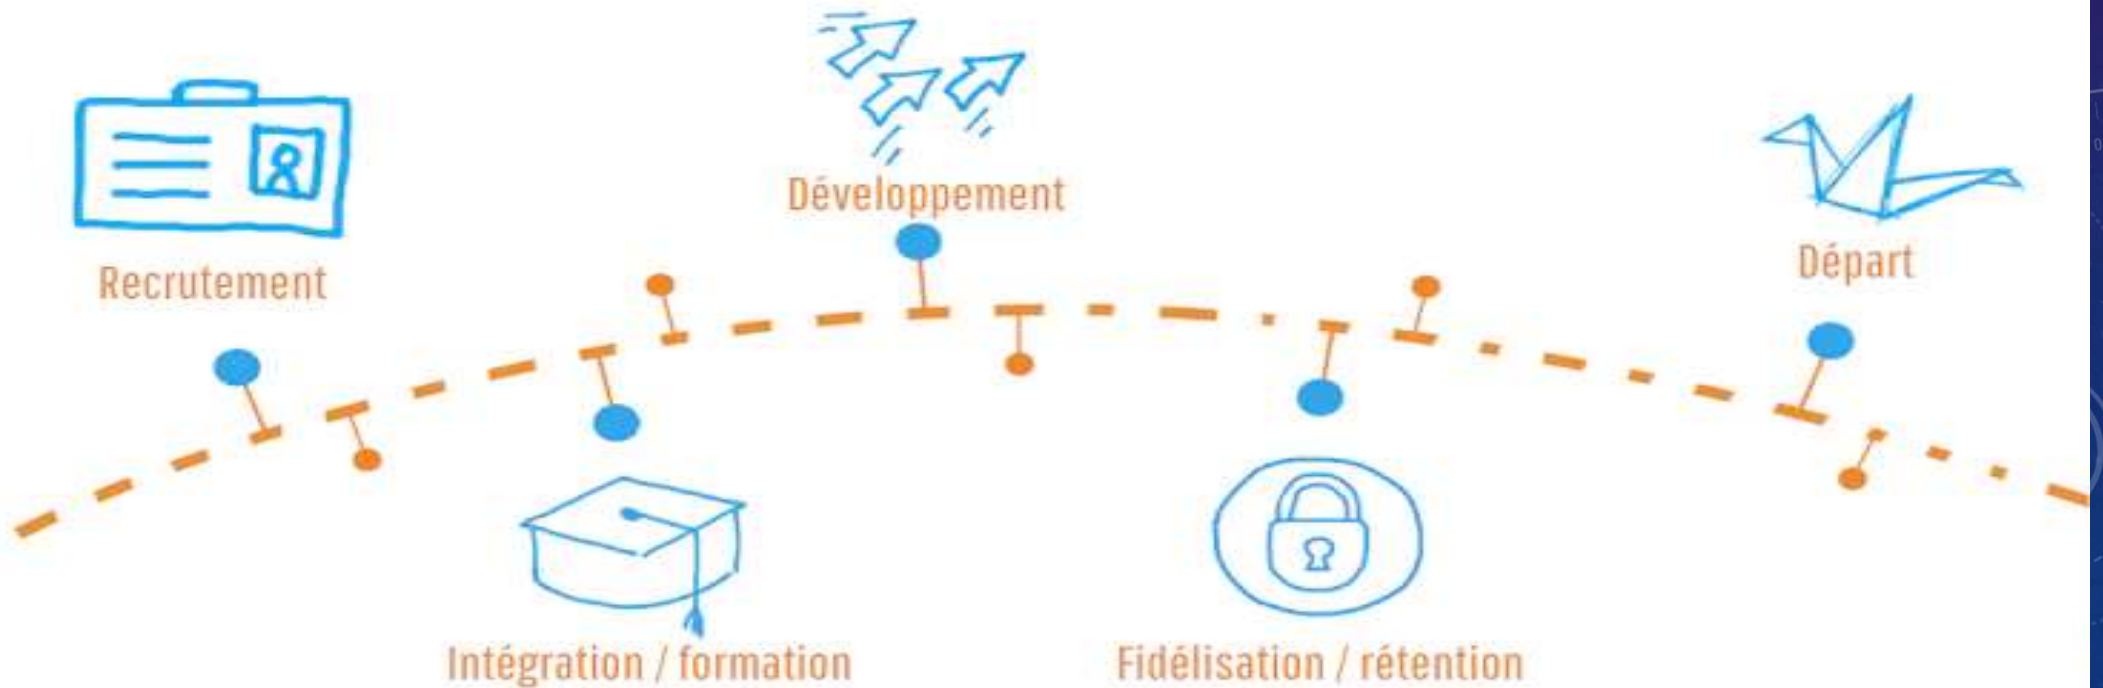 Développement
Départ
Recrutement
Intégration / formation
Fidélisation / rétention